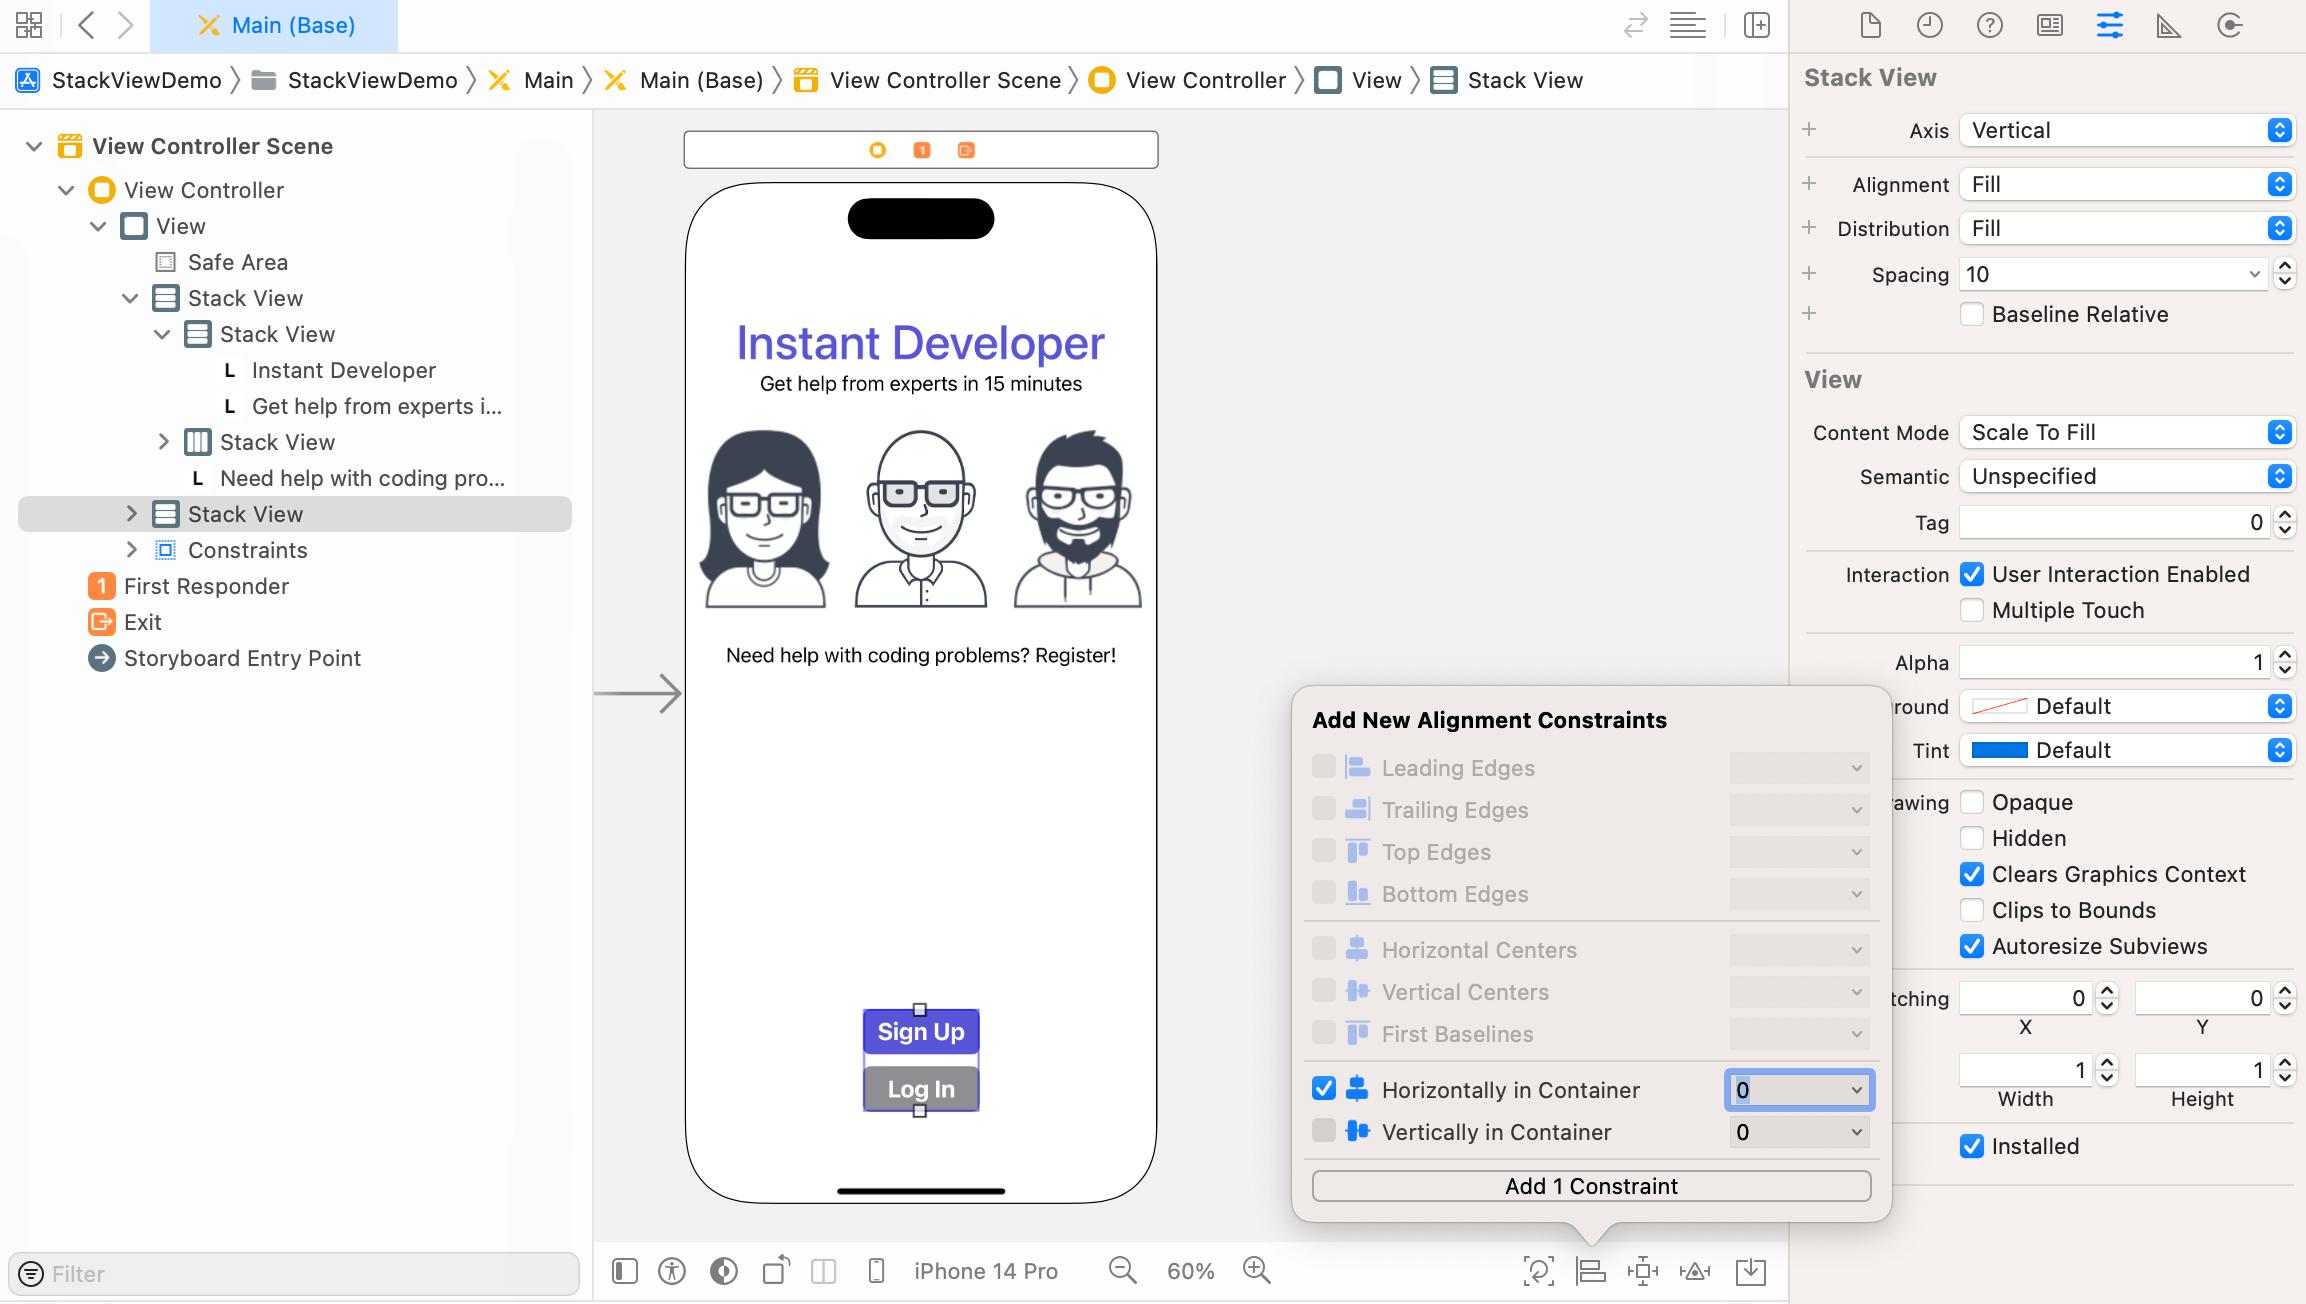 Main (Base)
StackViewDemo
StackViewDemo
Main
Main (Base)
View Controller Scene
View Controller
View
Stack View
View Controller Scene
View Controller
View
Safe Area
Stack View
Stack View
L Instant Developer
L Get help from experts i...
Stack View
L Need help with coding pro...
Stack View
Constraints
1 First Responder
Exit
Storyboard Entry Point
Filter
1
Instant Developer
Get help from experts in 15 minutes
Need help with coding problems? Register!
Sign Up
Log In
iPhone 14 Pro
60%
Add New Alignment Constraints
Leading Edges
Trailing Edges
Top Edges
Bottom Edges
Horizontal Centers
Vertical Centers
First Baselines
Horizontally in Container 0
Vertically in Container 0
Add 1 Constraint
Stack View
Axis Vertical
Alignment Fill
Distribution Fill
Spacing 10
Baseline Relative
View
Content Mode Scale To Fill
Semantic Unspecified
Tag 0
Interaction User Interaction Enabled
Multiple Touch
Alpha 1
round Default
Tint Default
awing Opaque
Hidden
Clears Graphics Context
Clips to Bounds
Autoresize Subviews
tching 0 0
X Y
1 1
Width Height
Installed